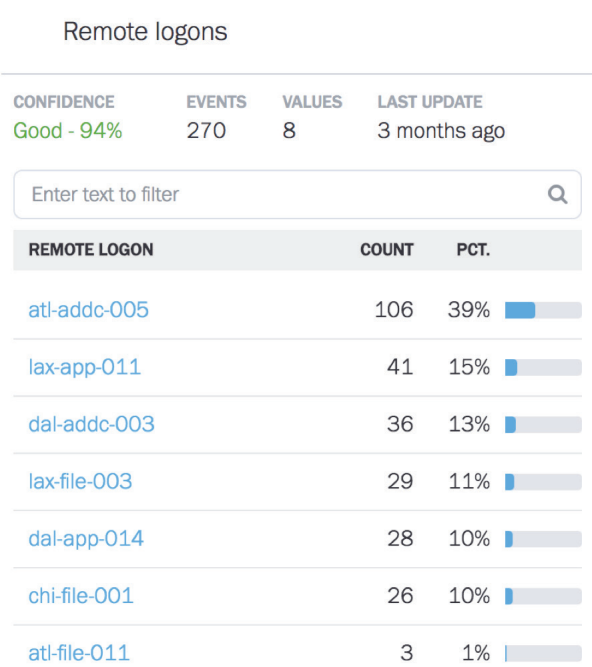 Remote logons
CONFIDENCE EVENTS VALUES LAST UPDATE
Good - 94% 270 8 3 months ago
Enter text to filter
REMOTE LOGON COUNT PCT.
atl-addc-005 106 39%
lax-app-011 41 15%
dal-addc-003 36 13%
lax-file-003 29 11%
dal-app-014 28 10%
chi-file-001 26 10%
atl-file-011 3 1%